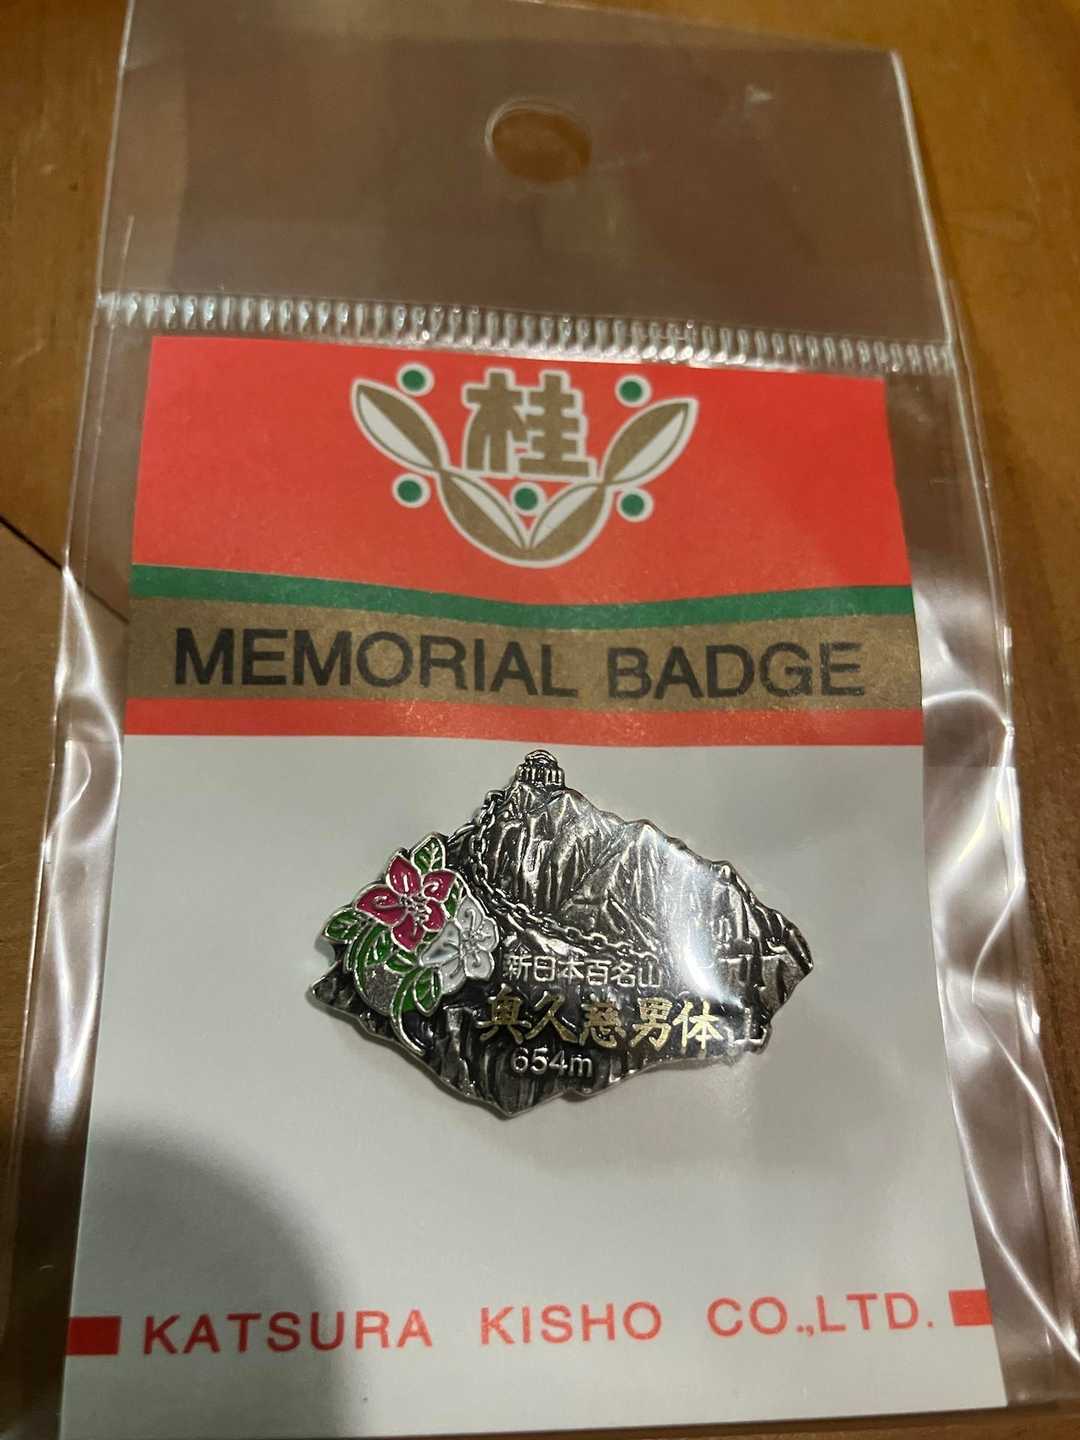 桂
MEMORIAL BADGE
新日本百名山
奥久慈男体山
654m
KATSURA KISHO CO.,LTD.